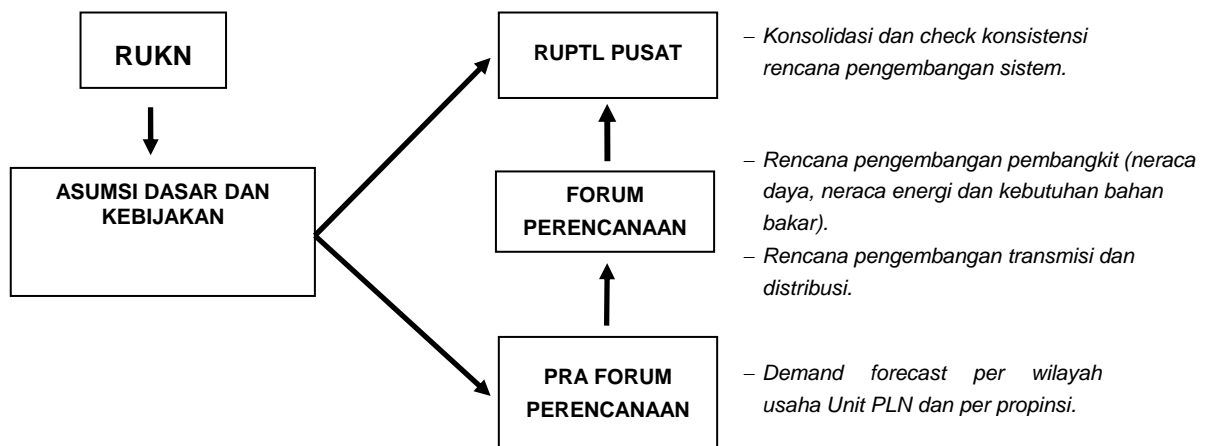 RUKN
ASUMSI DASAR DAN
KEBIJAKAN
RUPTL PUSAT
– Konsolidasi dan check konsistensi
rencana pengembangan sistem.
FORUM
PERENCANAAN
– Rencana pengembangan pembangkit (neraca
daya, neraca energi dan kebutuhan bahan
bakar).
– Rencana pengembangan transmisi dan
distribusi.
PRA FORUM
PERENCANAAN
– Demand forecast per wilayah
usaha Unit PLN dan per propinsi.